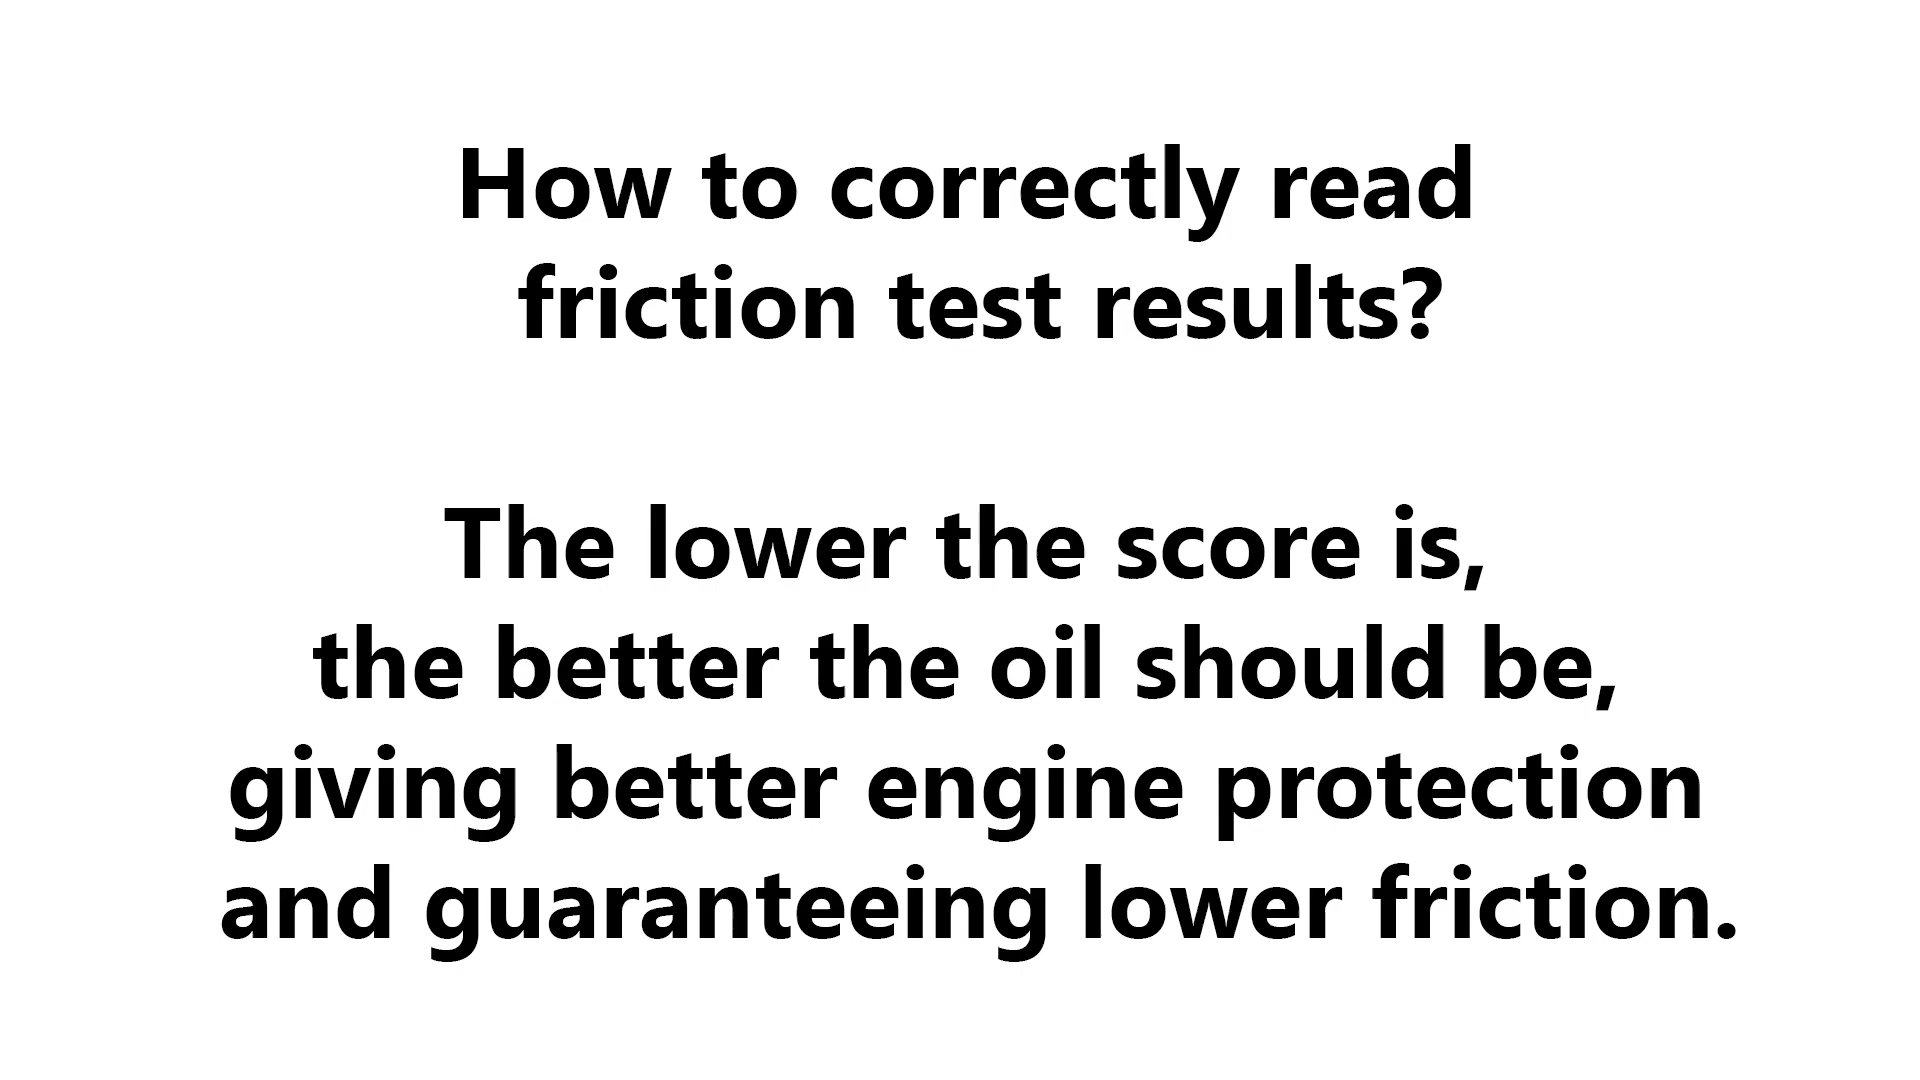 How to correctly read
friction test results?
The lower the score is,
the better the oil should be,
giving better engine protection
and guaranteeing lower friction.